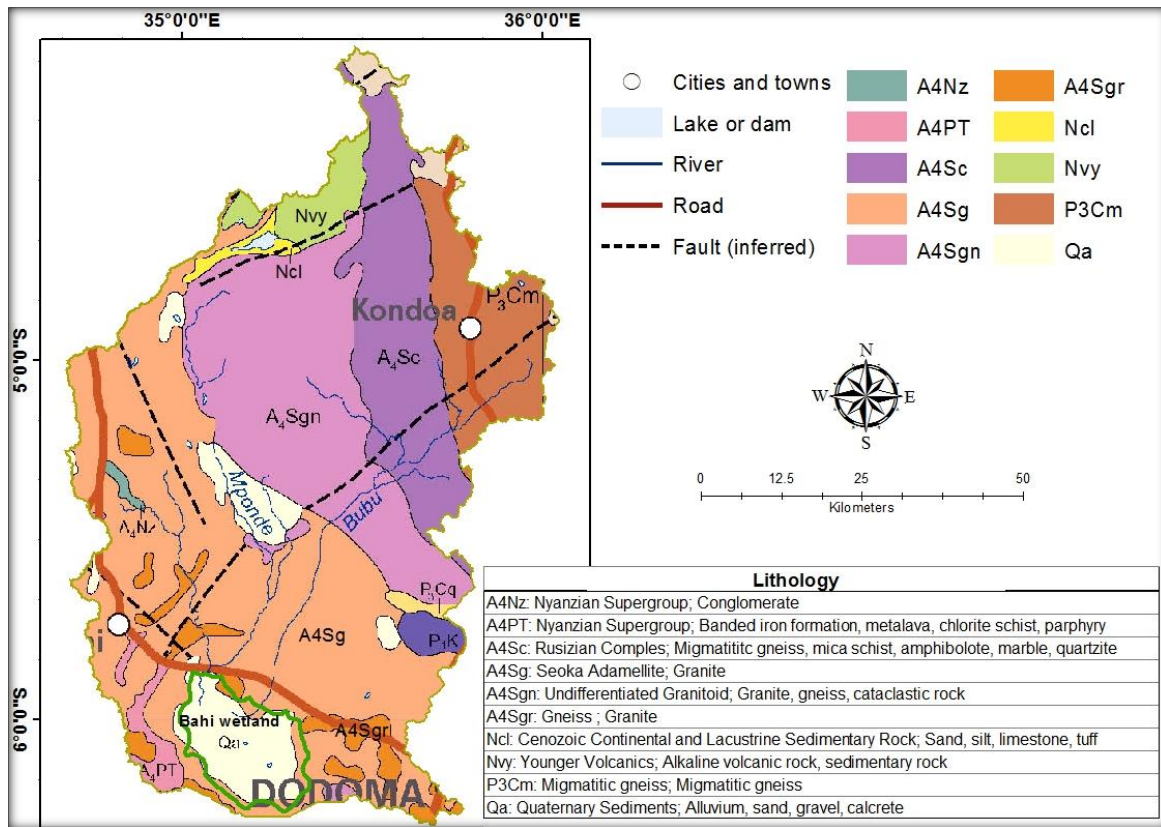 35°0'0"E
36°0'0"E
5°0'0"S
6°0'0"S
Nvy
Ncl
P3Cm
Kondoa
A4Sc
A4Sgn
Mponde
Bubu
A4Nz
P3Cq
A4Sg
P1K
i
Bahi wetland
Qa
A4Sgr
A4PT
DODOMA
Cities and towns
Lake or dam
River
Road
Fault (inferred)
A4Nz
A4PT
A4Sc
A4Sg
A4Sgn
A4Sgr
Ncl
Nvy
P3Cm
Qa
N
W E
S
0 12.5 25 50
Kilometers
Lithology
A4Nz: Nyanzian Supergroup; Conglomerate
A4PT: Nyanzian Supergroup; Banded iron formation, metalava, chlorite schist, parphyry
A4Sc: Rusizian Comples; Migmatititc gneiss, mica schist, amphibolote, marble, quartzite
A4Sg: Seoka Adamellite; Granite
A4Sgn: Undifferentiated Granitoid; Granite, gneiss, cataclastic rock
A4Sgr: Gneiss ; Granite
Ncl: Cenozoic Continental and Lacustrine Sedimentary Rock; Sand, silt, limestone, tuff
Nvy: Younger Volcanics; Alkaline volcanic rock, sedimentary rock
P3Cm: Migmatitic gneiss; Migmatitic gneiss
Qa: Quaternary Sediments; Alluvium, sand, gravel, calcrete